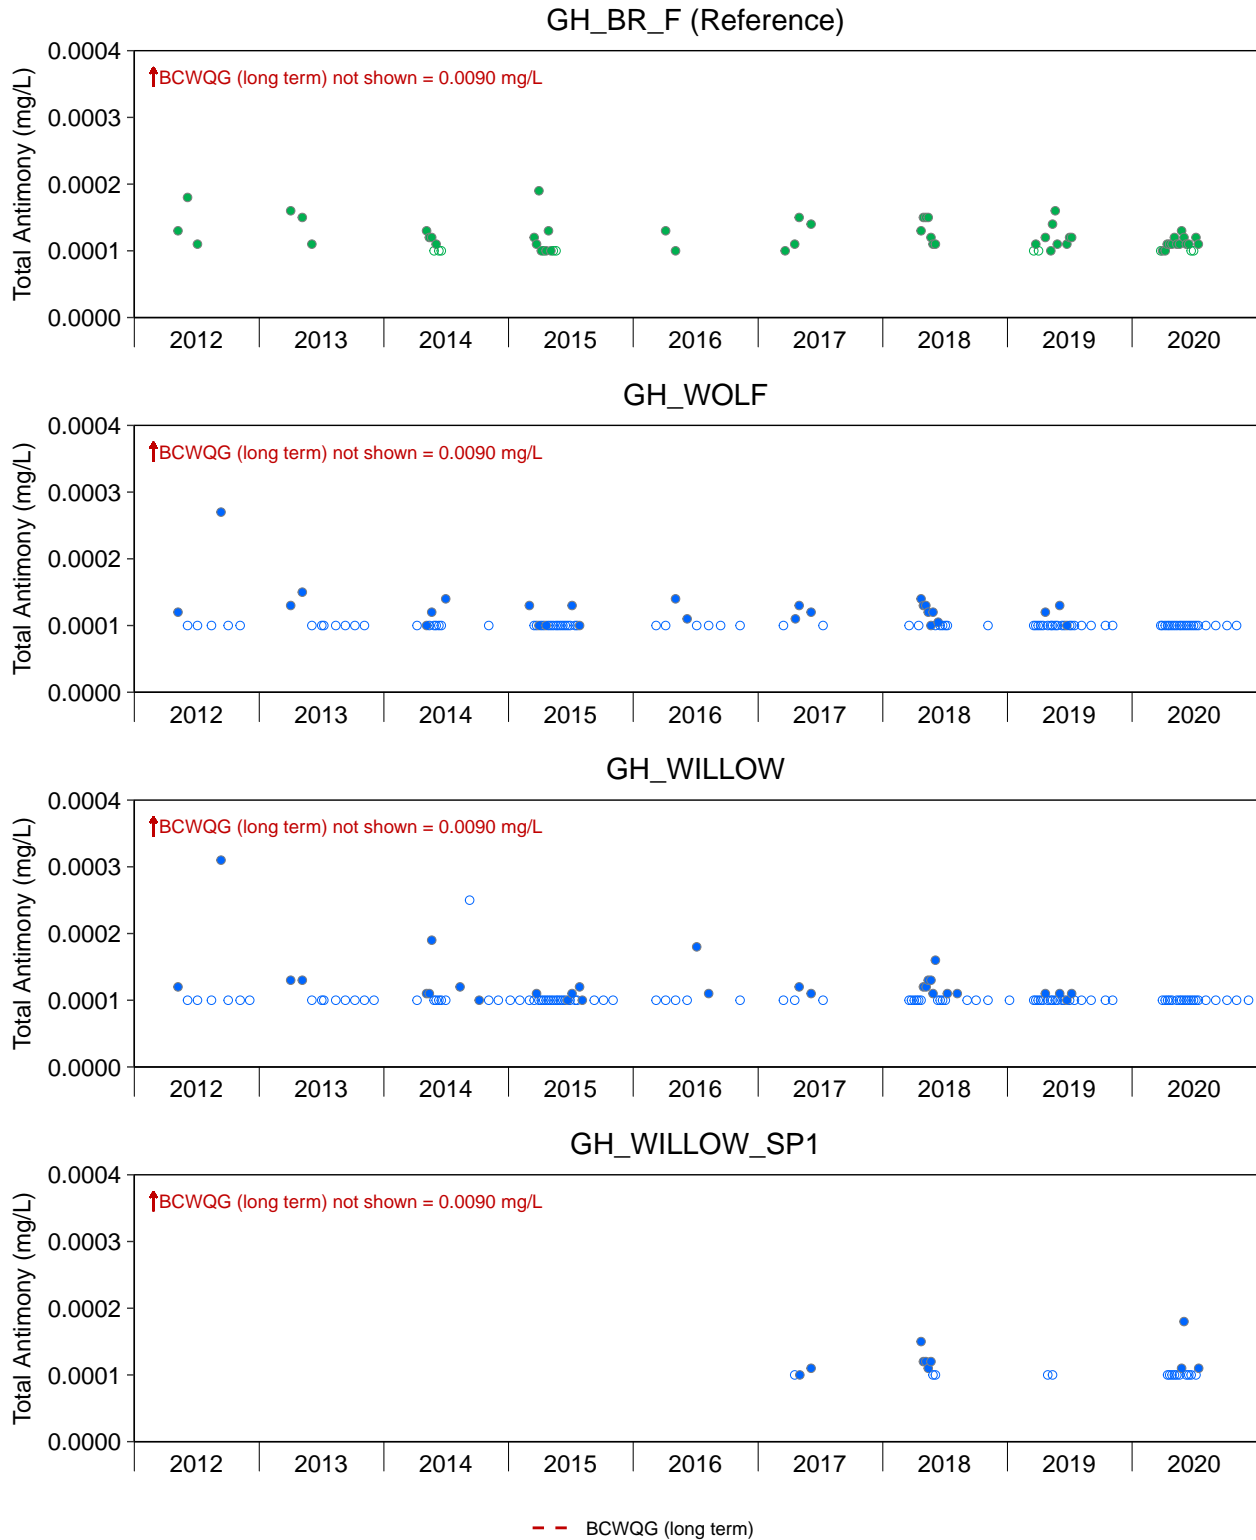 GH_BR_F (Reference)
Total Antimony (mg/L)
0.0004
0.0003
0.0002
0.0001
0.0000
BCWQG (long term) not shown = 0.0090 mg/L
2012 2013 2014 2015 2016 2017 2018 2019 2020
GH_WOLF
Total Antimony (mg/L)
0.0004
0.0003
0.0002
0.0001
0.0000
BCWQG (long term) not shown = 0.0090 mg/L
2012 2013 2014 2015 2016 2017 2018 2019 2020
GH_WILLOW
Total Antimony (mg/L)
0.0004
0.0003
0.0002
0.0001
0.0000
BCWQG (long term) not shown = 0.0090 mg/L
2012 2013 2014 2015 2016 2017 2018 2019 2020
GH_WILLOW_SP1
Total Antimony (mg/L)
0.0004
0.0003
0.0002
0.0001
0.0000
BCWQG (long term) not shown = 0.0090 mg/L
2012 2013 2014 2015 2016 2017 2018 2019 2020
BCWQG (long term)